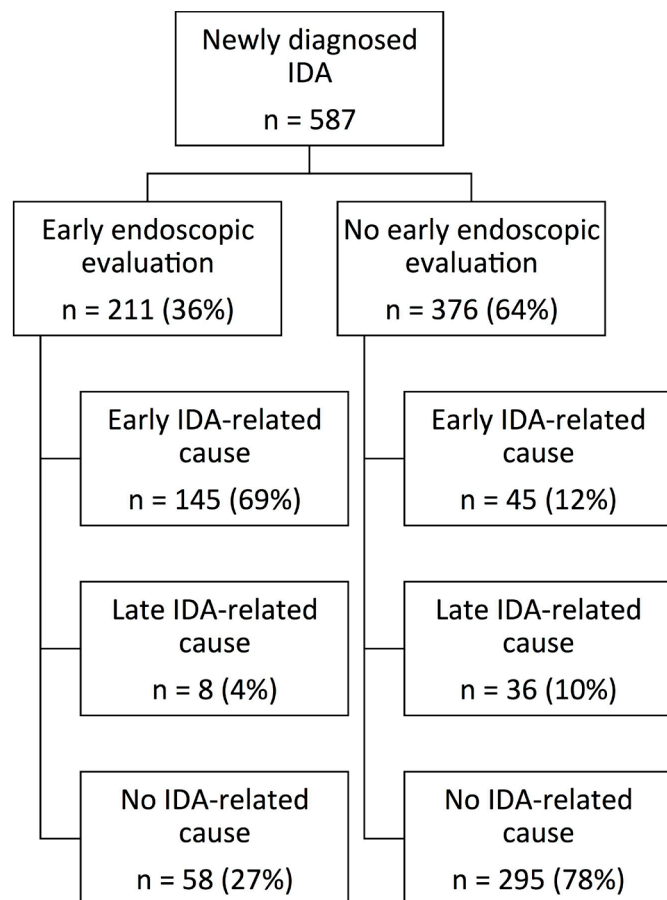 Newly diagnosed
IDA
n = 587
Early endoscopic
evaluation
n = 211 (36%)
No early endoscopic
evaluation
n = 376 (64%)
Early IDA-related
cause
n = 145 (69%)
Late IDA-related
cause
n = 8 (4%)
No IDA-related
cause
n = 58 (27%)
Early IDA-related
cause
n = 45 (12%)
Late IDA-related
cause
n = 36 (10%)
No IDA-related
cause
n = 295 (78%)